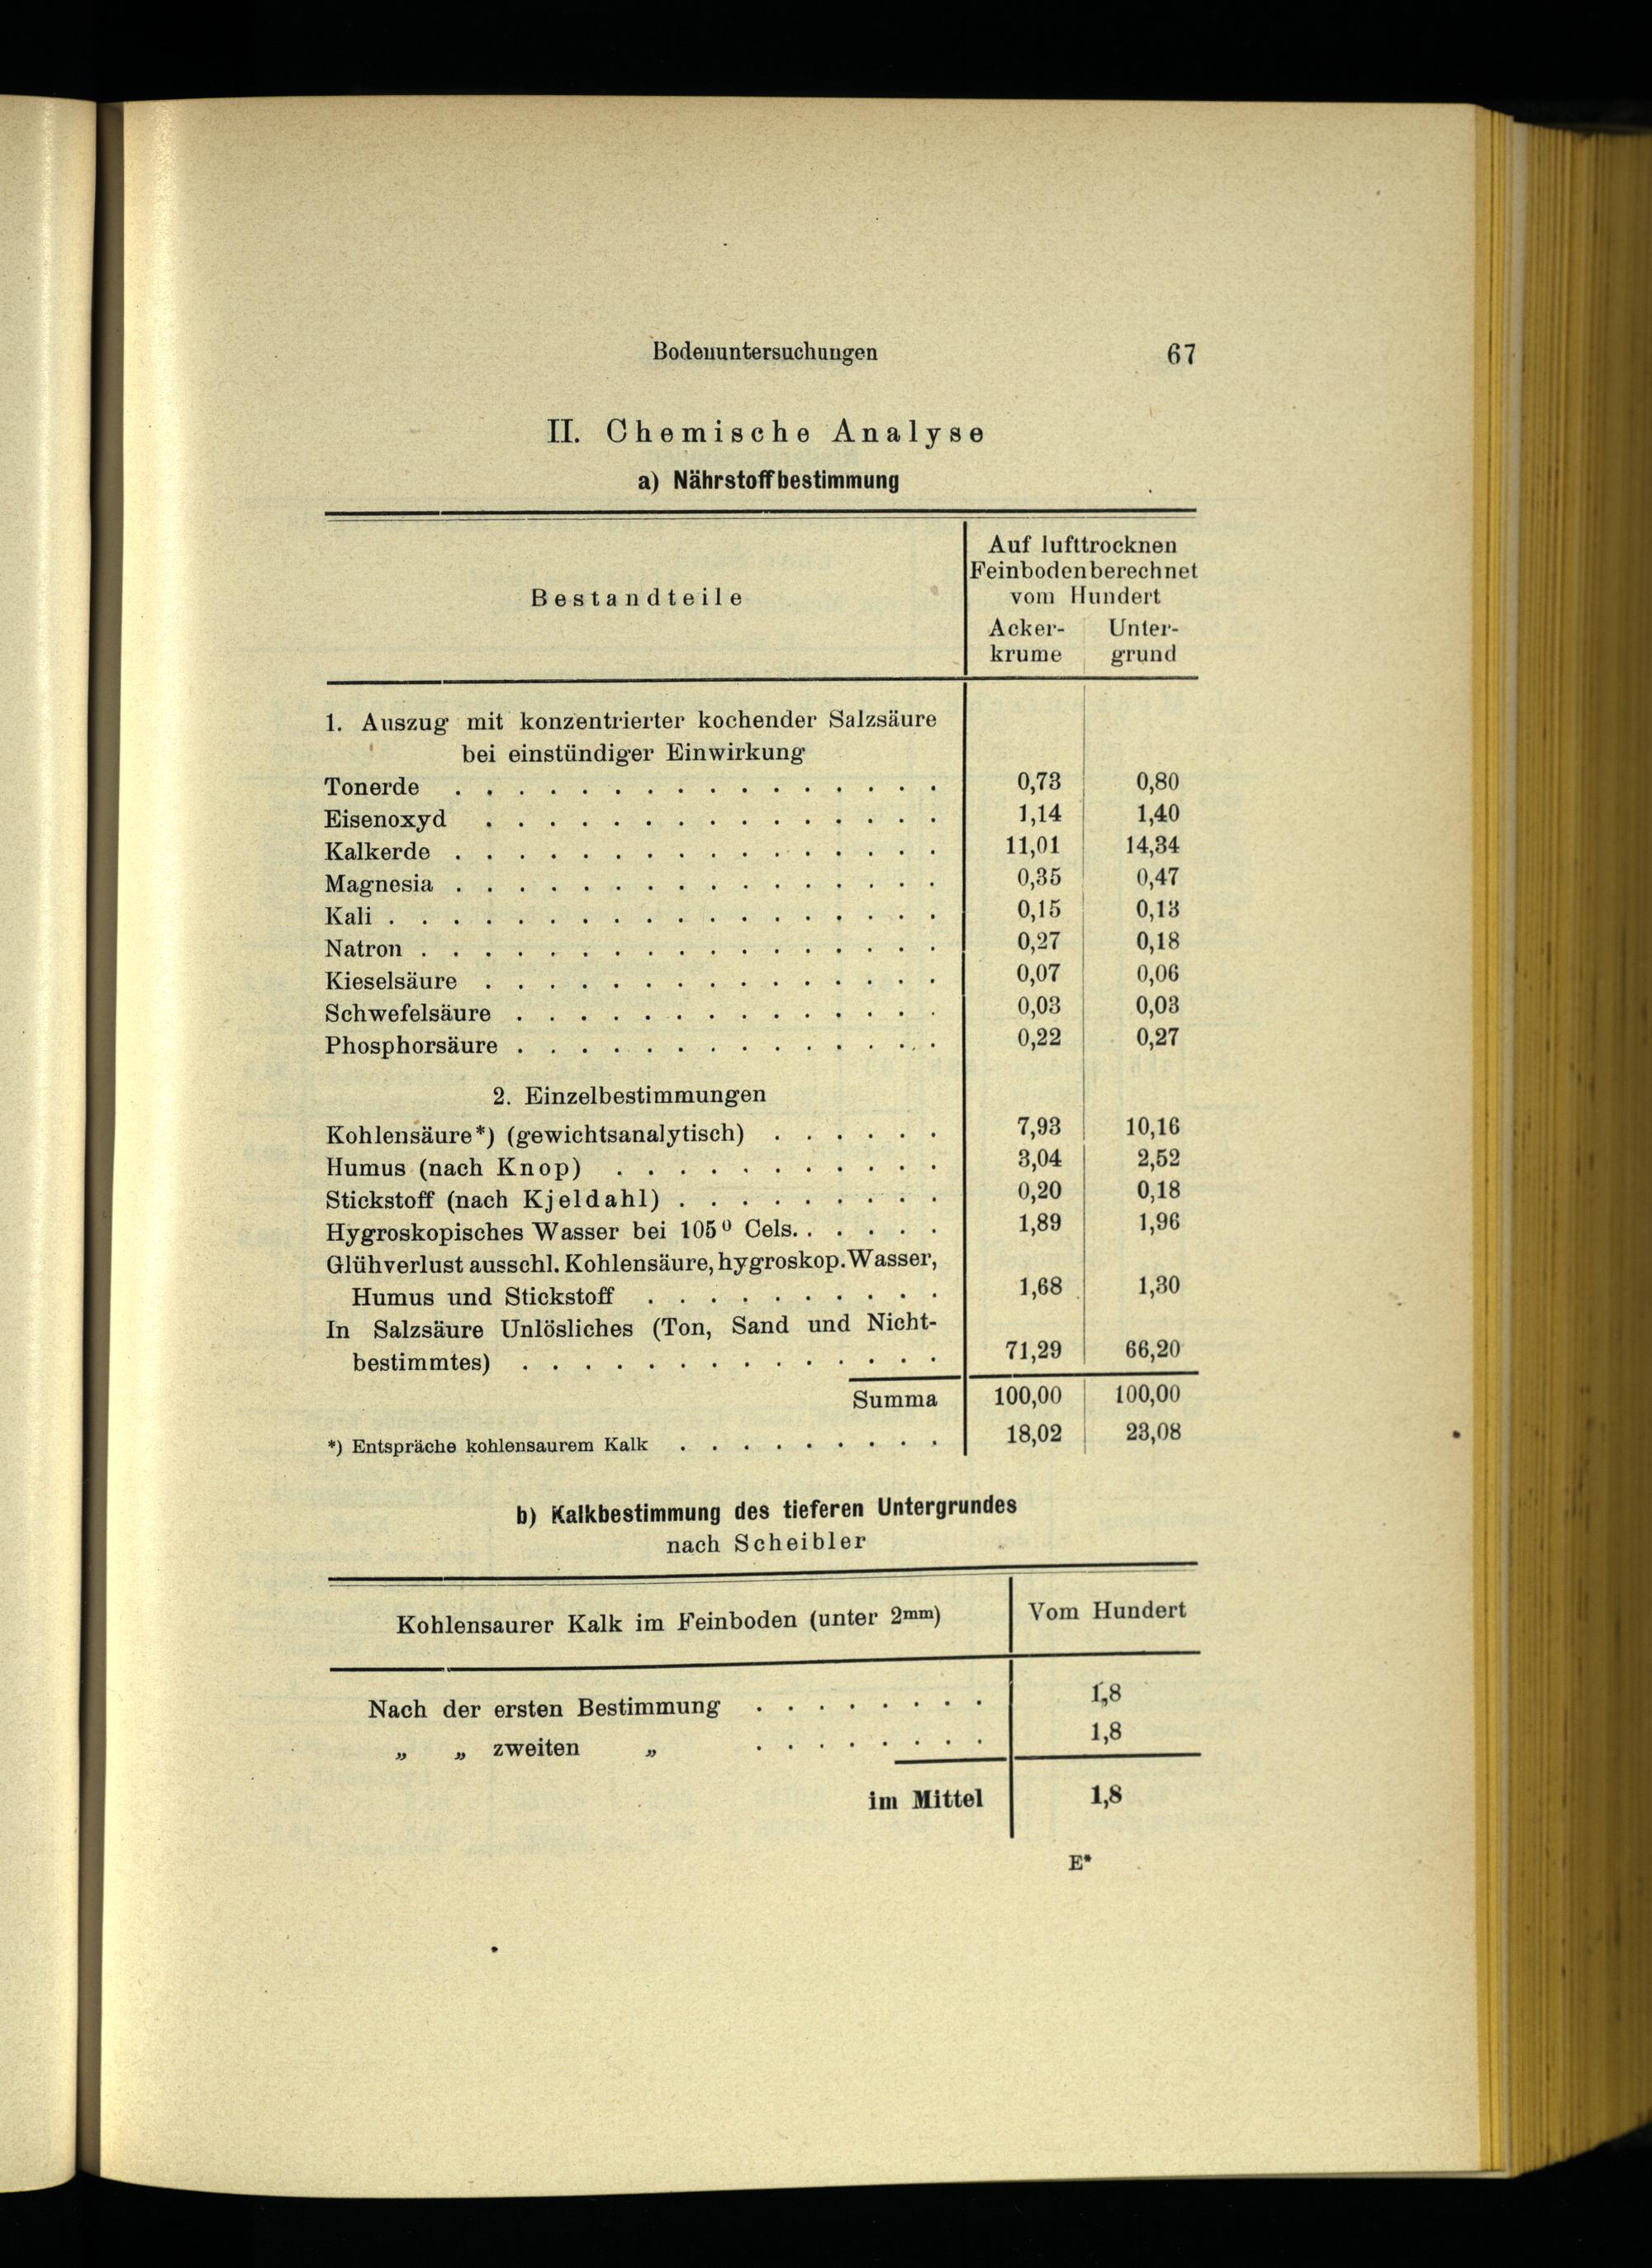 Bodenuntersuchungen 67
II. Chemische Analyse
a) Nährstoffbestimmung
Bestandteile
Auf lufttrocknen
Feinboden berechnet
vom Hundert
Acker- Unter-
krume grund
1. Auszug mit konzentrierter kochender Salzsäure
bei einstündiger Einwirkung
Tonerde . . . . . . . . . . . . . . . . 0,73 0,80
Eisenoxyd . . . . . . . . . . . . . . . 1,14 1,40
Kalkerde . . . . . . . . . . . . . . . . 11,01 14,34
Magnesia . . . . . . . . . . . . . . . . 0,35 0,47
Kali . . . . . . . . . . . . . . . . . . 0,15 0,13
Natron . . . . . . . . . . . . . . . . . 0,27 0,18
Kieselsäure . . . . . . . . . . . . . . . 0,07 0,06
Schwefelsäure . . . . . . . . . . . . . . 0,03 0,03
Phosphorsäure . . . . . . . . . . . . . . 0,22 0,27
2. Einzelbestimmungen
Kohlensäure*) (gewichtsanalytisch) . . . . . . 7,93 10,16
Humus (nach Knop) . . . . . . . . . . . 3,04 2,52
Stickstoff (nach Kjeldahl) . . . . . . . . . 0,20 0,18
Hygroskopisches Wasser bei 105⁰ Cels. . . . . . 1,89 1,96
Glühverlust ausschl. Kohlensäure, hygroskop. Wasser,
Humus und Stickstoff . . . . . . . . . . 1,68 1,30
In Salzsäure Unlösliches (Ton, Sand und Nicht-
bestimmtes) . . . . . . . . . . . . . . 71,29 66,20
Summa 100,00 100,00
*) Entspräche kohlensaurem Kalk . . . . . . . . . 18,02 23,08
b) Kalkbestimmung des tieferen Untergrundes
nach Scheibler
Kohlensaurer Kalk im Feinboden (unter 2mm) Vom Hundert
Nach der ersten Bestimmung . . . . . . . . 1,8
„ „ zweiten „ . . . . . . . . 1,8
im Mittel 1,8
E*